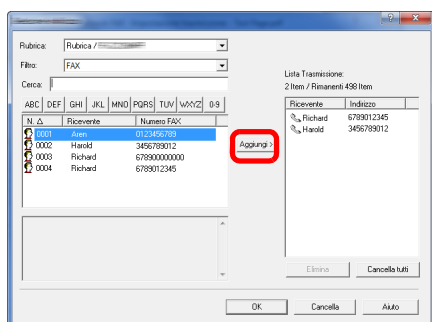 Rubrica: Rubrica /
Filtro: FAX
Cerca:
ABC DEF GHI JKL MNO PQRS TUV WXYZ 0-9
N. △ Ricevente Numero FAX
0001 Aren 0123456789
0002 Harold 3456789012
0003 Richard 678900000000
0004 Richard 6789012345
Aggiungi >
Lista Trasmissione:
2 Item / Rimanenti 498 Item
Ricevente Indirizzo
Richard 6789012345
Harold 3456789012
Elimina Cancella tutti
OK Cancella Aiuto